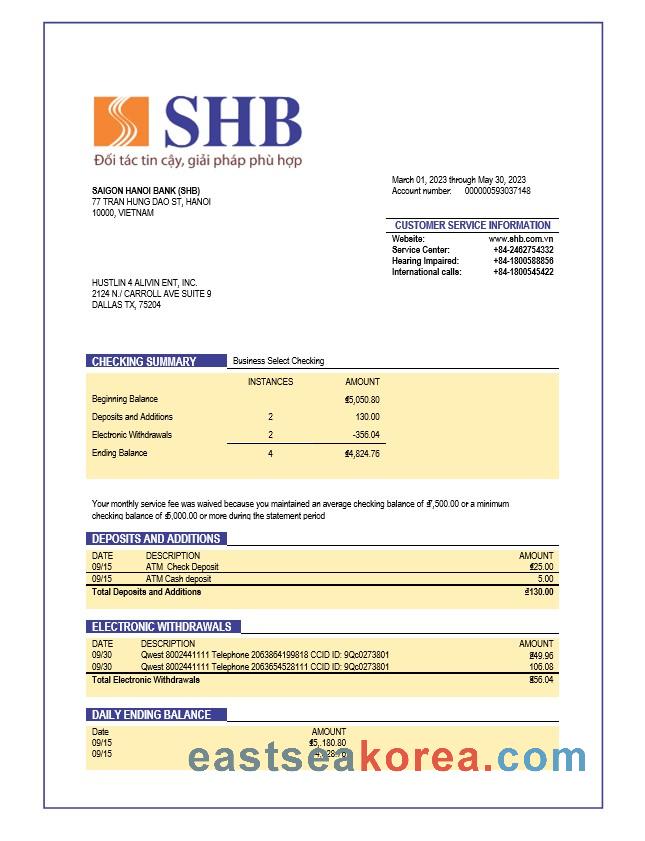 SHB
Đối tác tin cậy, giải pháp phù hợp
SAIGON HANOI BANK (SHB)
77 TRAN HUNG DAO ST, HANOI
10000, VIETNAM
March 01, 2023 through May 30, 2023
Account number: 000000593037148
CUSTOMER SERVICE INFORMATION
Website: www.shb.com.vn
Service Center: +84-2462754332
Hearing Impaired: +84-1800588856
International calls: +84-1800545422
HUSTLIN 4 ALIVIN ENT, INC.
2124 N./ CARROLL AVE SUITE 9
DALLAS TX, 75204
CHECKING SUMMARY Business Select Checking
INSTANCES AMOUNT
Beginning Balance ₫5,050.80
Deposits and Additions 2 130.00
Electronic Withdrawals 2 -356.04
Ending Balance 4 ₫4,824.76
Your monthly service fee was waived because you maintained an average checking balance of ₫7,500.00 or a minimum
checking balance of ₫5,000.00 or more during the statement period
DEPOSITS AND ADDITIONS
DATE DESCRIPTION AMOUNT
09/15 ATM Check Deposit ₫25.00
09/15 ATM Cash deposit 5.00
Total Deposits and Additions ₫130.00
ELECTRONIC WITHDRAWALS
DATE DESCRIPTION AMOUNT
09/30 Qwest 8002441111 Telephone 2063864199818 CCID ID: 9Qc0273801
09/30 Qwest 8002441111 Telephone 2063654528111 CCID ID: 9Qc0273801 106.08
Total Electronic Withdrawals
DAILY ENDING BALANCE
Date AMOUNT
09/15 ₫5,.180.80
09/15
eastseakorea.com